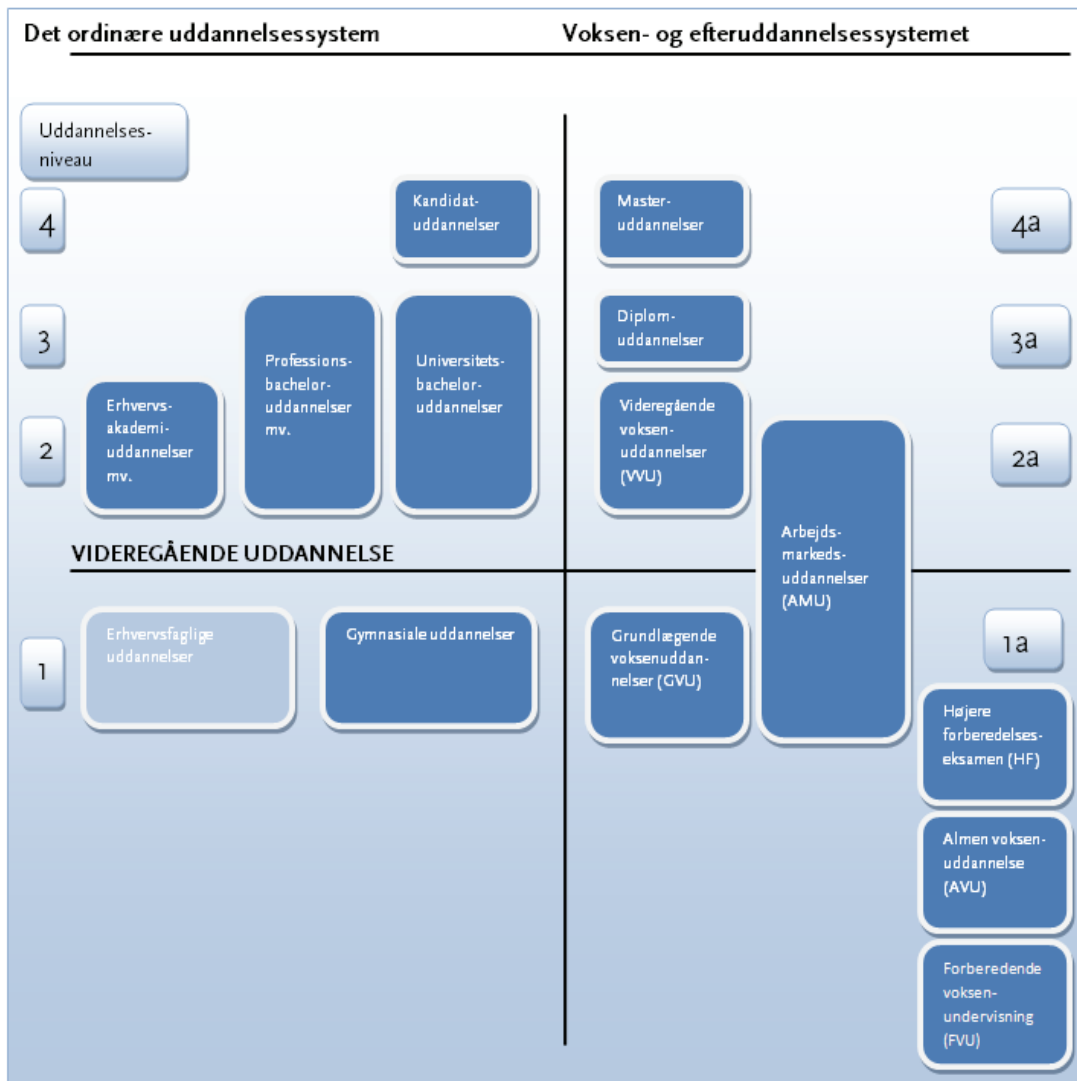 Det ordinære uddannelsessystem
Voksen- og efteruddannelsessystemet
Uddannelses-
niveau
4
Kandidat-
uddannelser
Master-
uddannelser
4a
3
Professions-
bachelor-
uddannelser
mv.
Universitets-
bachelor-
uddannelser
Diplom-
uddannelser
3a
2
Erhvervs-
akademi-
uddannelser
mv.
Videregående
voksen-
uddannelser
(VVU)
2a
Arbejds-
markeds-
uddannelser
(AMU)
VIDEREGÅENDE UDDANNELSE
1
Erhvervsfaglige
uddannelser
Gymnasiale uddannelser
Grundlægende
voksenuddan-
nelser (GVU)
1a
Højere
forberedelses-
eksamen (HF)
Almen voksen-
uddannelse
(AVU)
Forberedende
voksen-
undervisning
(FVU)